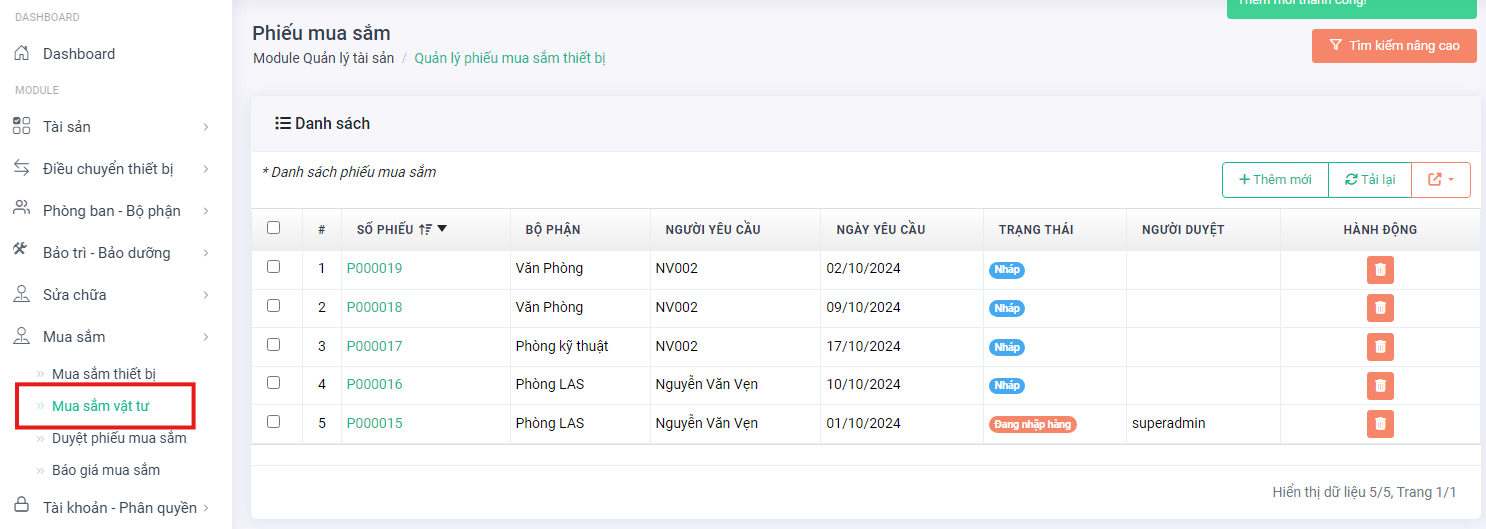 DASHBOARD
Dashboard
MODULE
Tài sản
Điều chuyển thiết bị
Phòng ban - Bộ phận
Bảo trì - Bảo dưỡng
Sửa chữa
Mua sắm
» Mua sắm thiết bị
» Mua sắm vật tư
» Duyệt phiếu mua sắm
» Báo giá mua sắm
Tài khoản - Phân quyền
Thêm mới thành công!
Phiếu mua sắm
Module Quản lý tài sản / Quản lý phiếu mua sắm thiết bị
Tìm kiếm nâng cao
Danh sách
* Danh sách phiếu mua sắm
+ Thêm mới Tải lại
# SỐ PHIẾU BỘ PHẬN NGƯỜI YÊU CẦU NGÀY YÊU CẦU TRẠNG THÁI NGƯỜI DUYỆT HÀNH ĐỘNG
1 P000019 Văn Phòng NV002 02/10/2024 Nháp
2 P000018 Văn Phòng NV002 09/10/2024 Nháp
3 P000017 Phòng kỹ thuật NV002 17/10/2024 Nháp
4 P000016 Phòng LAS Nguyễn Văn Vẹn 10/10/2024 Nháp
5 P000015 Phòng LAS Nguyễn Văn Vẹn 01/10/2024 Đang nhập hàng superadmin
Hiển thị dữ liệu 5/5, Trang 1/1